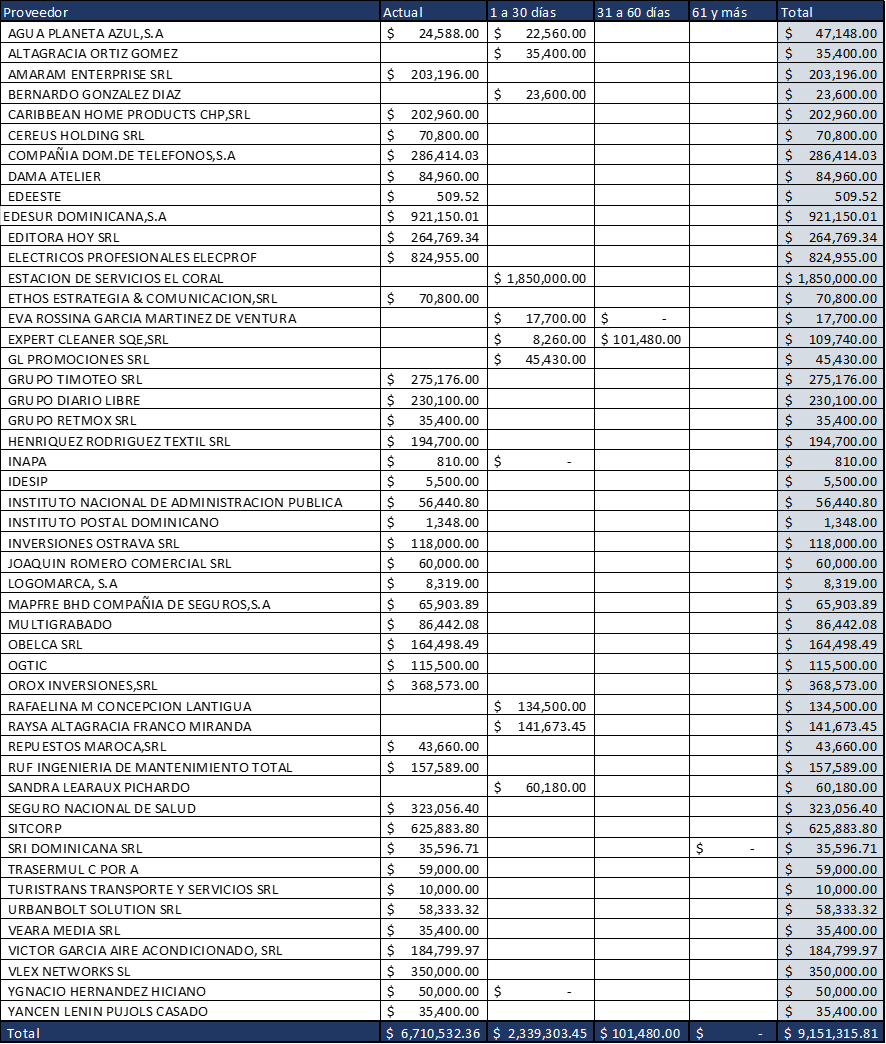 Proveedor Actual 1 a 30 días 31 a 60 días 61 y más Total
AGUA PLANETA AZUL,S.A $ 24,588.00 $ 22,560.00 $ 47,148.00
ALTAGRACIA ORTIZ GOMEZ $ 35,400.00 $ 35,400.00
AMARAM ENTERPRISE SRL $ 203,196.00 $ 203,196.00
BERNARDO GONZALEZ DIAZ $ 23,600.00 $ 23,600.00
CARIBBEAN HOME PRODUCTS CHP,SRL $ 202,960.00 $ 202,960.00
CEREUS HOLDING SRL $ 70,800.00 $ 70,800.00
COMPAÑIA DOM.DE TELEFONOS,S.A $ 286,414.03 $ 286,414.03
DAMA ATELIER $ 84,960.00 $ 84,960.00
EDEESTE $ 509.52 $ 509.52
EDESUR DOMINICANA,S.A $ 921,150.01 $ 921,150.01
EDITORA HOY SRL $ 264,769.34 $ 264,769.34
ELECTRICOS PROFESIONALES ELECPROF $ 824,955.00 $ 824,955.00
ESTACION DE SERVICIOS EL CORAL $ 1,850,000.00 $ 1,850,000.00
ETHOS ESTRATEGIA & COMUNICACION,SRL $ 70,800.00 $ 70,800.00
EVA ROSSINA GARCIA MARTINEZ DE VENTURA $ 17,700.00 $ - $ 17,700.00
EXPERT CLEANER SQE,SRL $ 8,260.00 $ 101,480.00 $ 109,740.00
GL PROMOCIONES SRL $ 45,430.00 $ 45,430.00
GRUPO TIMOTEO SRL $ 275,176.00 $ 275,176.00
GRUPO DIARIO LIBRE $ 230,100.00 $ 230,100.00
GRUPO RETMOX SRL $ 35,400.00 $ 35,400.00
HENRIQUEZ RODRIGUEZ TEXTIL SRL $ 194,700.00 $ 194,700.00
INAPA $ 810.00 $ - $ 810.00
IDESIP $ 5,500.00 $ 5,500.00
INSTITUTO NACIONAL DE ADMINISTRACION PUBLICA $ 56,440.80 $ 56,440.80
INSTITUTO POSTAL DOMINICANO $ 1,348.00 $ 1,348.00
INVERSIONES OSTRAVA SRL $ 118,000.00 $ 118,000.00
JOAQUIN ROMERO COMERCIAL SRL $ 60,000.00 $ 60,000.00
LOGOMARCA, S.A $ 8,319.00 $ 8,319.00
MAPFRE BHD COMPAÑIA DE SEGUROS,S.A $ 65,903.89 $ 65,903.89
MULTIGRABADO $ 86,442.08 $ 86,442.08
OBELCA SRL $ 164,498.49 $ 164,498.49
OGTIC $ 115,500.00 $ 115,500.00
OROX INVERSIONES,SRL $ 368,573.00 $ 368,573.00
RAFAELINA M CONCEPCION LANTIGUA $ 134,500.00 $ 134,500.00
RAYSA ALTAGRACIA FRANCO MIRANDA $ 141,673.45 $ 141,673.45
REPUESTOS MAROCA,SRL $ 43,660.00 $ 43,660.00
RUF INGENIERIA DE MANTENIMIENTO TOTAL $ 157,589.00 $ 157,589.00
SANDRA LEARAUX PICHARDO $ 60,180.00 $ 60,180.00
SEGURO NACIONAL DE SALUD $ 323,056.40 $ 323,056.40
SITCORP $ 625,883.80 $ 625,883.80
SRI DOMINICANA SRL $ 35,596.71 $ - $ 35,596.71
TRASERMUL C POR A $ 59,000.00 $ 59,000.00
TURISTRANS TRANSPORTE Y SERVICIOS SRL $ 10,000.00 $ 10,000.00
URBANBOLT SOLUTION SRL $ 58,333.32 $ 58,333.32
VEARA MEDIA SRL $ 35,400.00 $ 35,400.00
VICTOR GARCIA AIRE ACONDICIONADO, SRL $ 184,799.97 $ 184,799.97
VLEX NETWORKS SL $ 350,000.00 $ 350,000.00
YGNACIO HERNANDEZ HICIANO $ 50,000.00 $ - $ 50,000.00
YANCEN LENIN PUJOLS CASADO $ 35,400.00 $ 35,400.00
Total $ 6,710,532.36 $ 2,339,303.45 $ 101,480.00 $ - $ 9,151,315.81